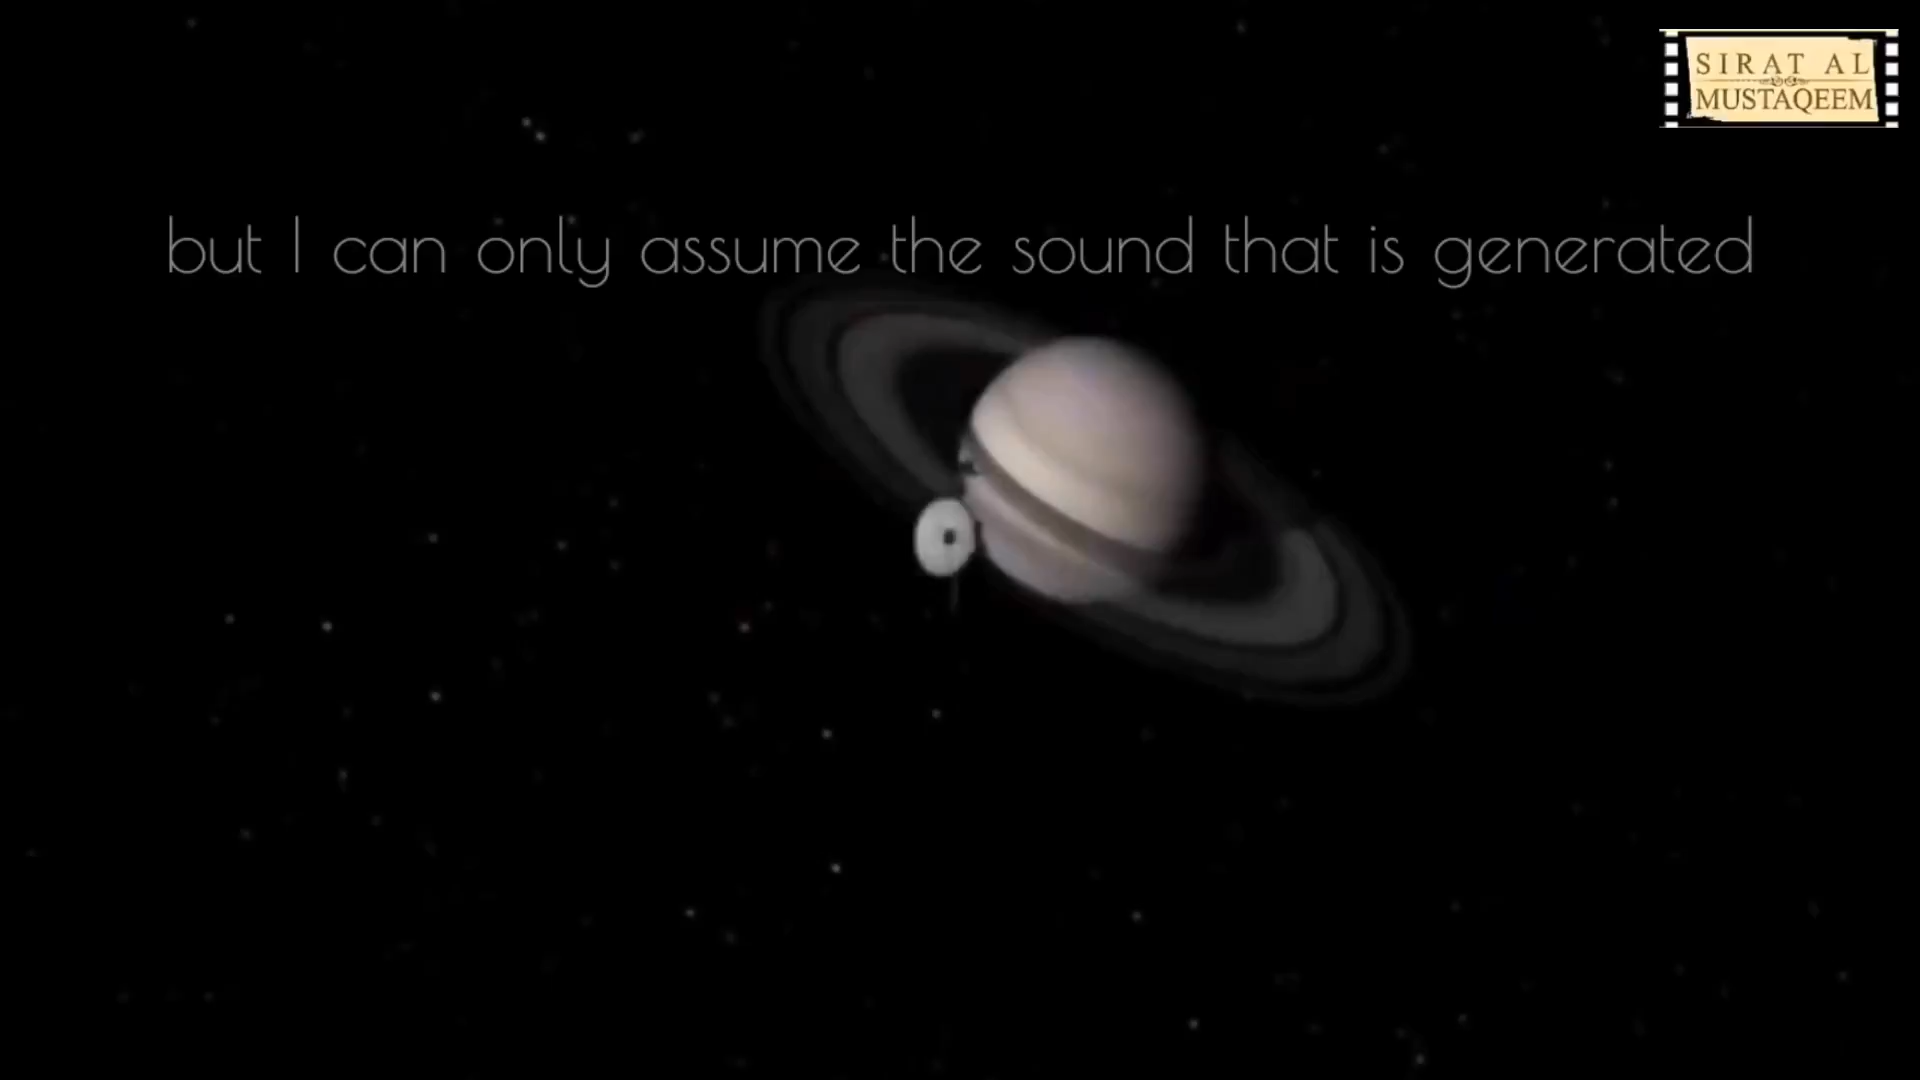 SIRAT AL
MUSTAQEEM
but I can only assume the sound that is generated